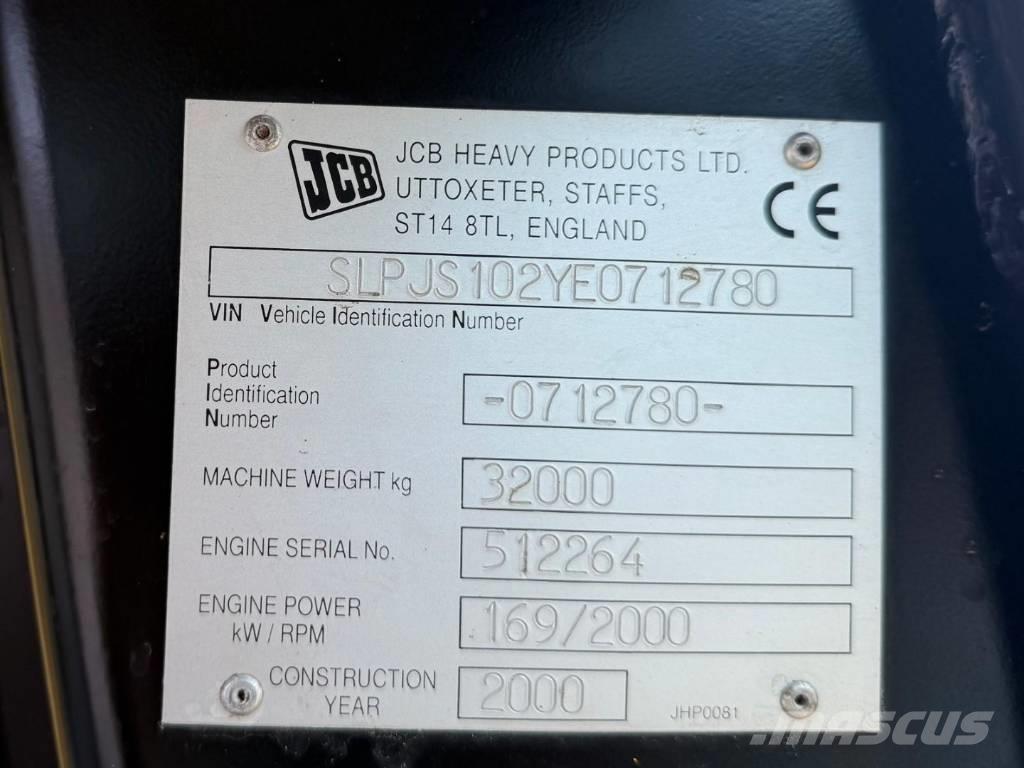 JCB
JCB HEAVY PRODUCTS LTD.
UTTOXETER, STAFFS,
ST14 8TL, ENGLAND
CE
SLPJS102YE0712780
VIN Vehicle Identification Number
Product
Identification
Number
-0712780-
MACHINE WEIGHT kg
32000
ENGINE SERIAL No.
512264
ENGINE POWER
kW / RPM
169/2000
CONSTRUCTION
YEAR
2000
JHP0081
MASCUS